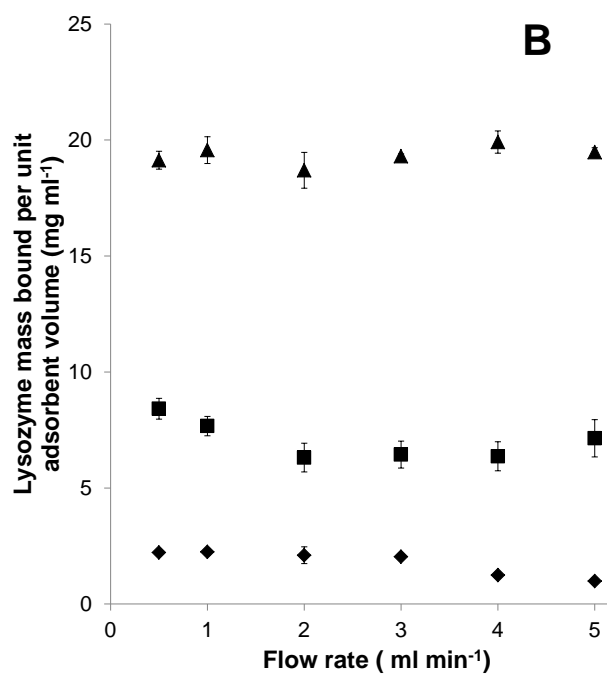 B
Lysozyme mass bound per unit
adsorbent volume (mg ml-1)
25
20
15
10
5
0
0 1 2 3 4 5
Flow rate ( ml min-1)